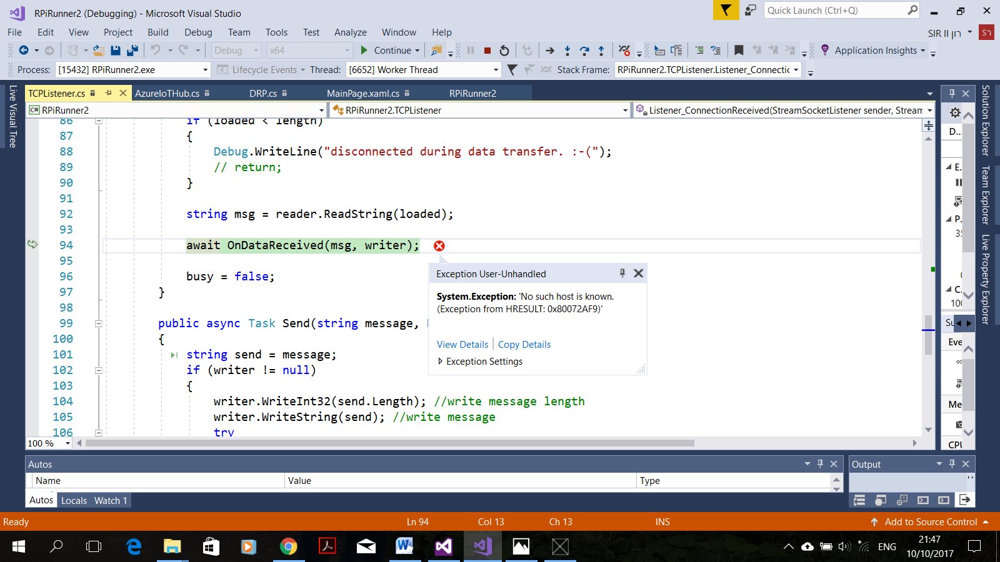 RPiRunner2 (Debugging) - Microsoft Visual Studio
Quick Launch (Ctrl+Q)
File Edit View Project Build Debug Team Tools Test Analyze Window Help
SIR II רון
Debug x64 Continue Application Insights
Process: [15432] RPiRunner2.exe Lifecycle Events Thread: [6652] Worker Thread Stack Frame: RPiRunner2.TCPListener.Listener_Connectic
Live Visual Tree
TCPListener.cs AzureIoTHub.cs DRP.cs MainPage.xaml.cs RPiRunner2
C# RPiRunner2 RPiRunner2.TCPListener Listener_ConnectionReceived(StreamSocketListener sender, Stream
86 if (loaded < length)
87 {
88 Debug.WriteLine("disconnected during data transfer. :-(");
89 // return;
90 }
91
92 string msg = reader.ReadString(loaded);
93
94 await OnDataReceived(msg, writer);
95
96 busy = false;
97 }
98
99 public async Task Send(string message,
100 {
101 string send = message;
102 if (writer != null)
103 {
104 writer.WriteInt32(send.Length); //write message length
105 writer.WriteString(send); //write message
106 try
Exception User-Unhandled
System.Exception: 'No such host is known.
(Exception from HRESULT: 0x80072AF9)'
View Details Copy Details
Exception Settings
100 %
D...
E.
P.
C.
Eve
Me
CPU
Solution Explorer
Team Explorer
Live Property Explorer
Autos
Name Value Type
Autos Locals Watch 1
Output
Ready Ln 94 Col 13 Ch 13 INS Add to Source Control
ENG
21:47
10/10/2017